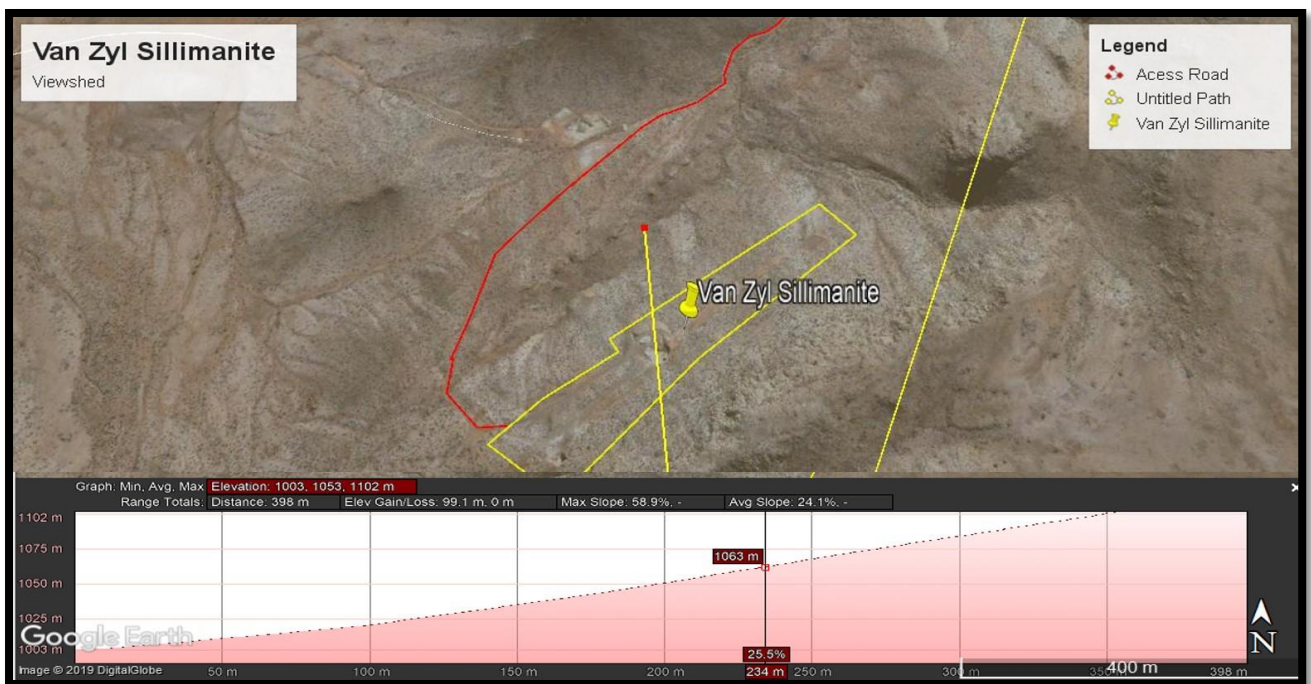 Van Zyl Sillimanite
Viewshed
Legend
Acess Road
Untitled Path
Van Zyl Sillimanite
Van Zyl Sillimanite
Graph: Min, Avg, Max Elevation: 1003, 1053, 1102 m
Range Totals: Distance: 398 m Elev Gain/Loss: 99.1 m, 0 m Max Slope: 58.9%, - Avg Slope: 24.1%, -
1102 m
1075 m
1063 m
1050 m
1025 m
Google Earth
1003 m
N
25.5%
Image © 2019 DigitalGlobe 50 m 100 m 150 m 200 m 234 m 250 m 300 m 350 m 400 m 398 m